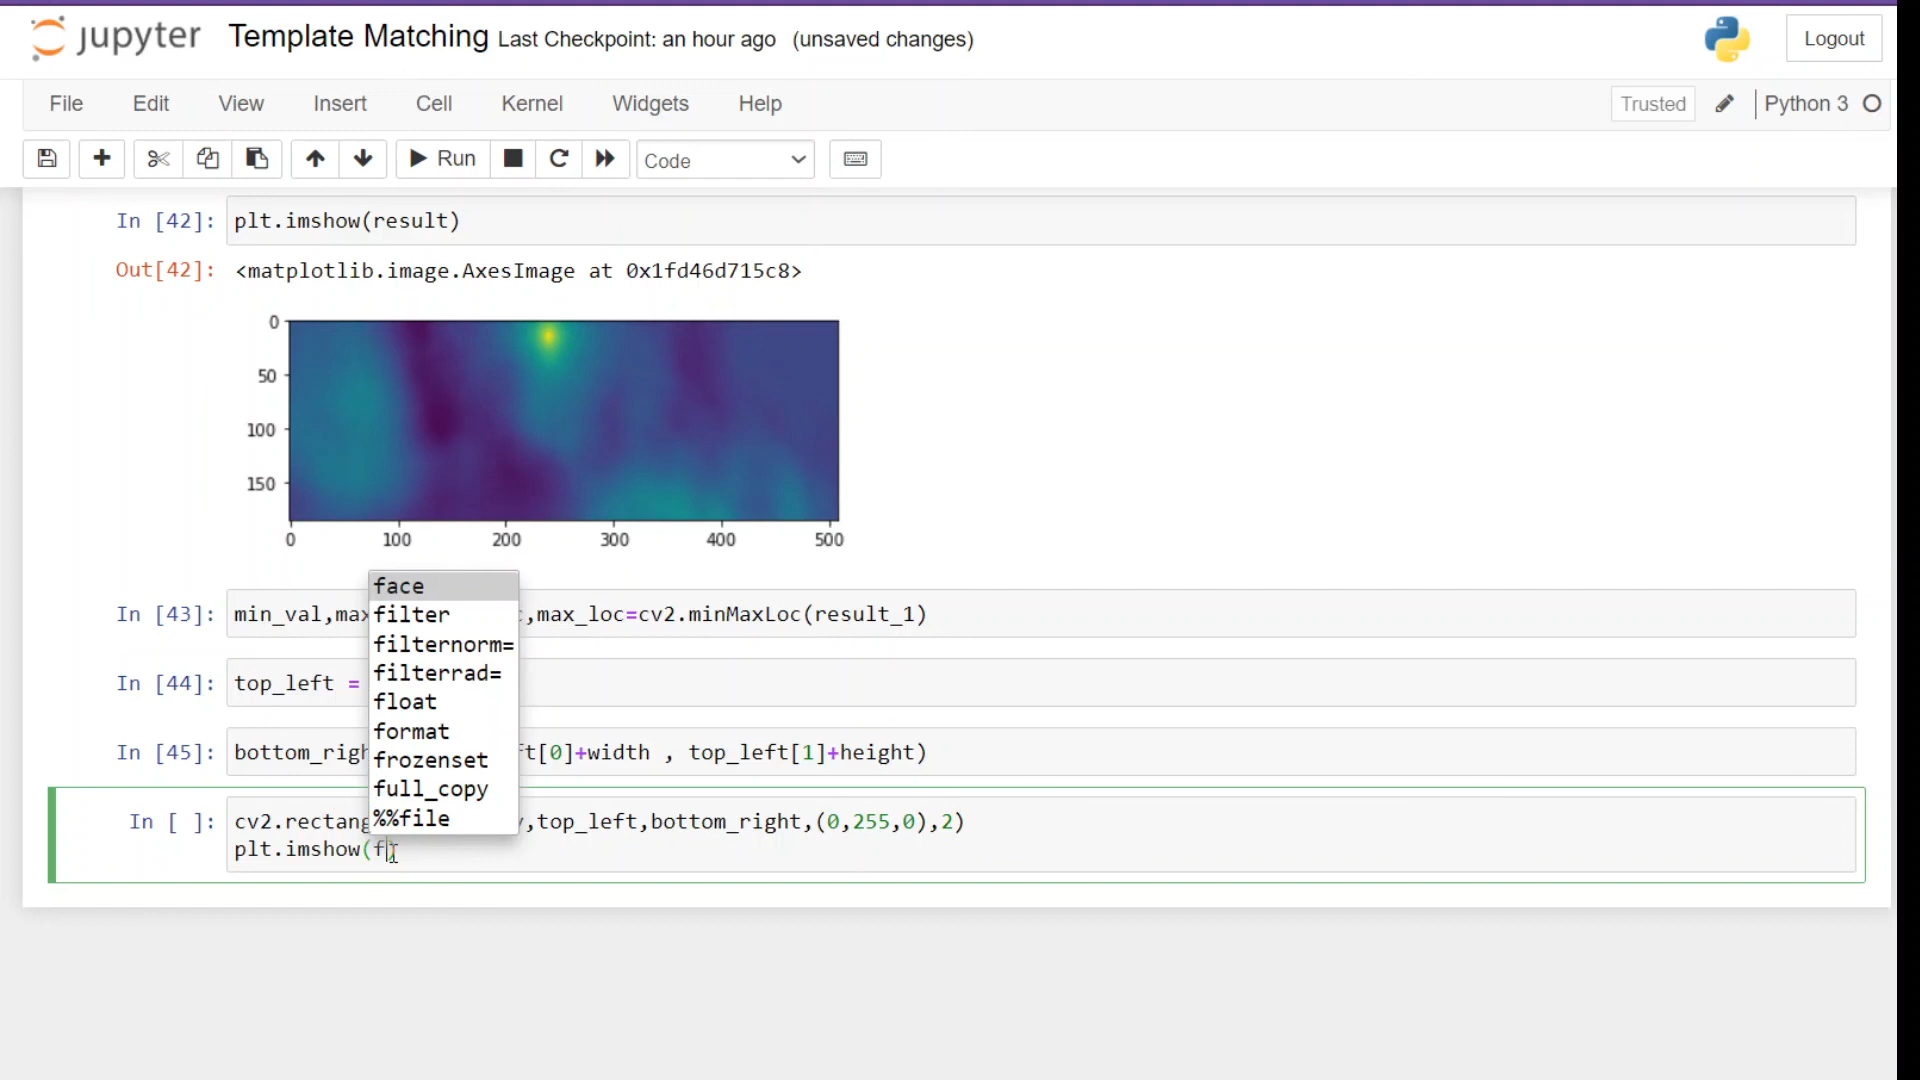 jupyter Template Matching Last Checkpoint: an hour ago (unsaved changes) Logout
File Edit View Insert Cell Kernel Widgets Help Trusted Python 3
Run Code
In [42]: plt.imshow(result)
Out[42]: <matplotlib.image.AxesImage at 0x1fd46d715c8>
0
50
100
150
0 100 200 300 400 500
face
filter
filternorm=
filterrad=
float
format
frozenset
full_copy
%%file
In [43]: min_val,max ,max_loc=cv2.minMaxLoc(result_1)
In [44]: top_left =
In [45]: bottom_righ [0]+width , top_left[1]+height)
In [ ]: cv2.rectang ,top_left,bottom_right,(0,255,0),2)
plt.imshow(f)